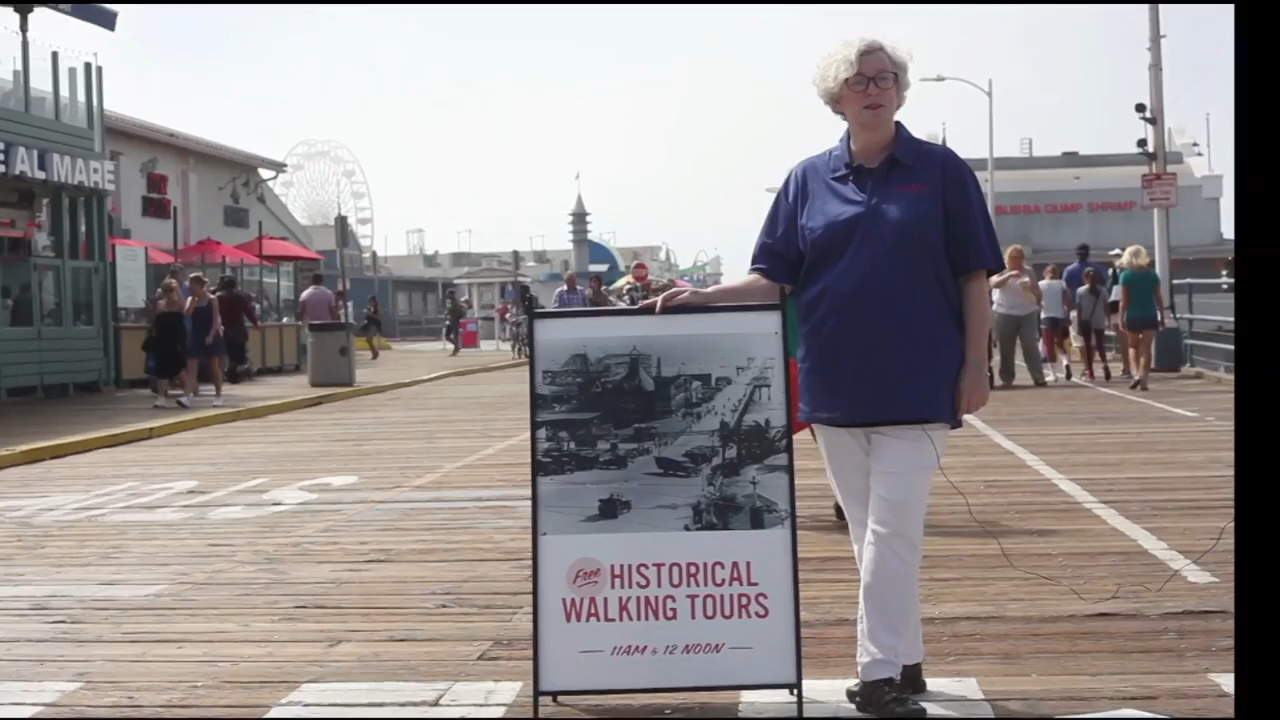 E AL MARE
BUBBA GUMP SHRIMP
Free HISTORICAL
WALKING TOURS
11AM & 12 NOON